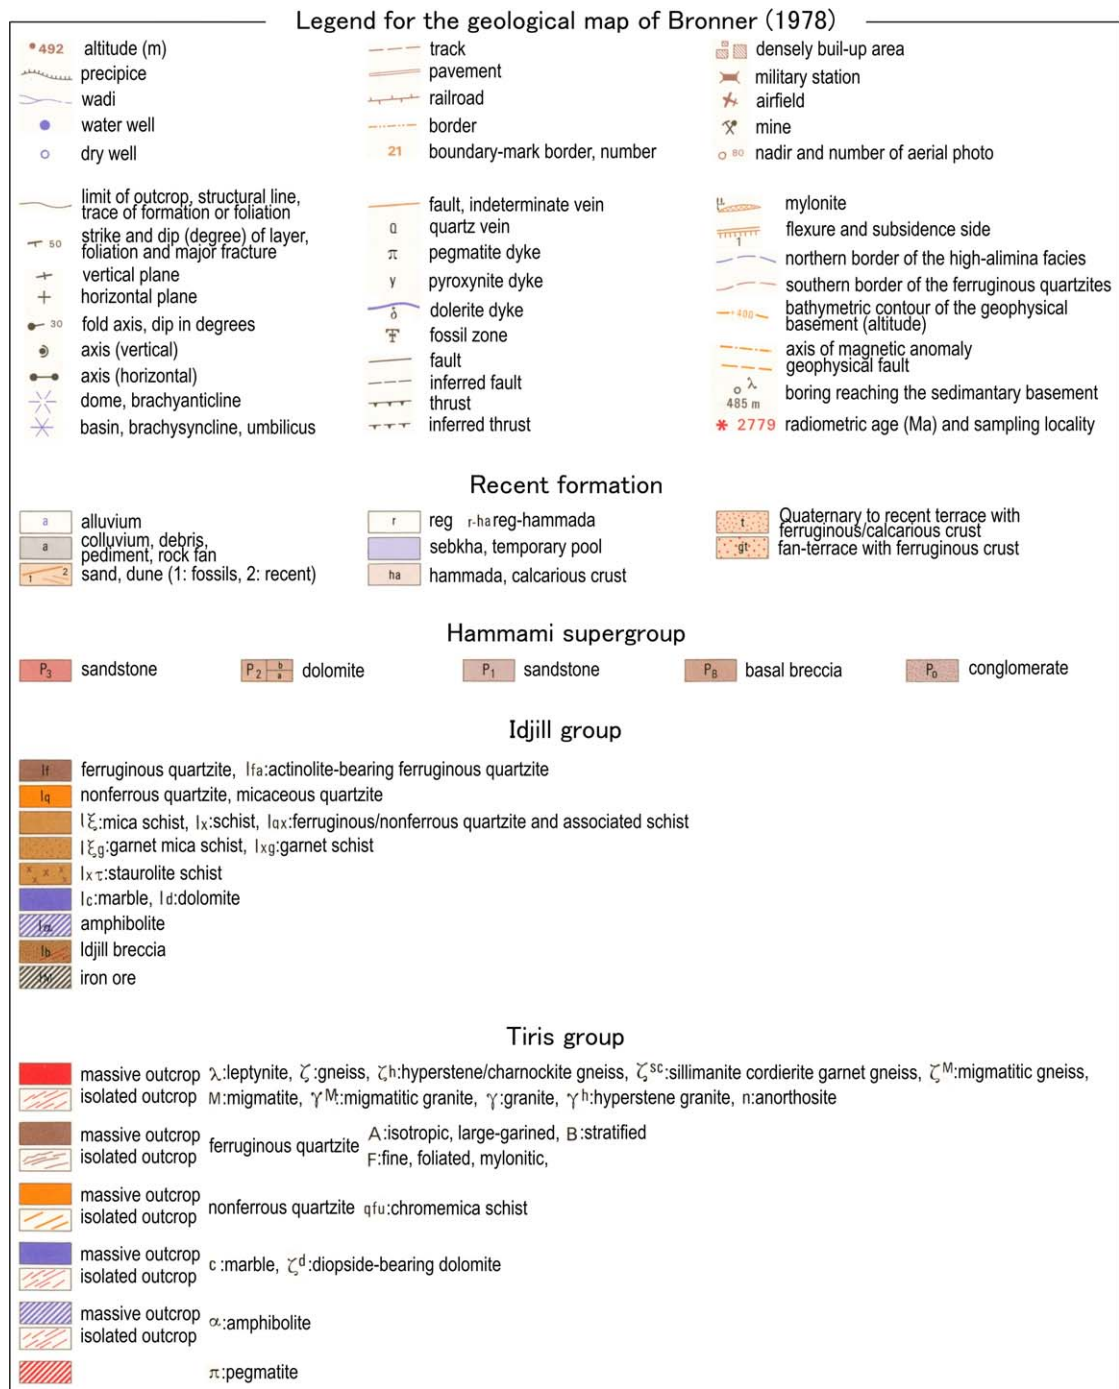 Legend for the geological map of Bronner (1978)
492 altitude (m)
precipice
wadi
water well
dry well
track
pavement
railroad
border
21 boundary-mark border, number
densely buil-up area
military station
airfield
mine
80 nadir and number of aerial photo
limit of outcrop, structural line,
trace of formation or foliation
50 strike and dip (degree) of layer,
foliation and major fracture
vertical plane
horizontal plane
30 fold axis, dip in degrees
axis (vertical)
axis (horizontal)
dome, brachyanticline
basin, brachysyncline, umbilicus
fault, indeterminate vein
Q quartz vein
π pegmatite dyke
y pyroxynite dyke
δ dolerite dyke
fossil zone
fault
inferred fault
thrust
inferred thrust
μ mylonite
1 flexure and subsidence side
northern border of the high-alimina facies
southern border of the ferruginous quartzites
400 bathymetric contour of the geophysical
basement (altitude)
axis of magnetic anomaly
geophysical fault
λ 485 m boring reaching the sedimantary basement
* 2779 radiometric age (Ma) and sampling locality
Recent formation
a alluvium
a colluvium, debris,
pediment, rock fan
1 2 sand, dune (1: fossils, 2: recent)
r reg r-ha reg-hammada
sebkha, temporary pool
ha hammada, calcarious crust
t Quaternary to recent terrace with
ferruginous/calcarious crust
gt fan-terrace with ferruginous crust
Hammami supergroup
P3 sandstone
P2 b a dolomite
P1 sandstone
PB basal breccia
P0 conglomerate
Idjill group
If ferruginous quartzite, Ifa:actinolite-bearing ferruginous quartzite
Iq nonferrous quartzite, micaceous quartzite
Iξ:mica schist, Ix:schist, Iqx:ferruginous/nonferrous quartzite and associated schist
Iξg:garnet mica schist, Ixg:garnet schist
x x x x x Ixτ:staurolite schist
Ic:marble, Id:dolomite
amphibolite
Ib Idjill breccia
iron ore
Tiris group
massive outcrop λ:leptynite, ζ:gneiss, ζh:hyperstene/charnockite gneiss, ζsc:sillimanite cordierite garnet gneiss, ζM:migmatitic gneiss,
isolated outcrop M:migmatite, γM::migmatitic granite, γ:granite, γh:hyperstene granite, n:anorthosite
massive outcrop
isolated outcrop
ferruginous quartzite A:isotropic, large-garined, B:stratified
F:fine, foliated, mylonitic,
massive outcrop
isolated outcrop
nonferrous quartzite qfu:chromemica schist
massive outcrop
isolated outcrop
c:marble, ζd:diopside-bearing dolomite
massive outcrop
isolated outcrop
α:amphibolite
π:pegmatite